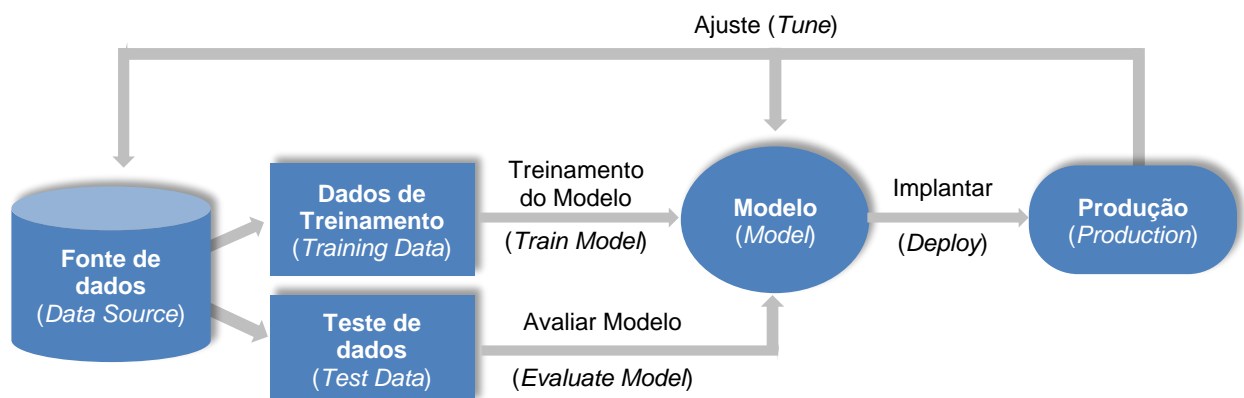 Ajuste (Tune)
Fonte de
dados
(Data Source)
Dados de
Treinamento
(Training Data)
Treinamento
do Modelo
(Train Model)
Teste de
dados
(Test Data)
Avaliar Modelo
(Evaluate Model)
Modelo
(Model)
Implantar
(Deploy)
Produção
(Production)